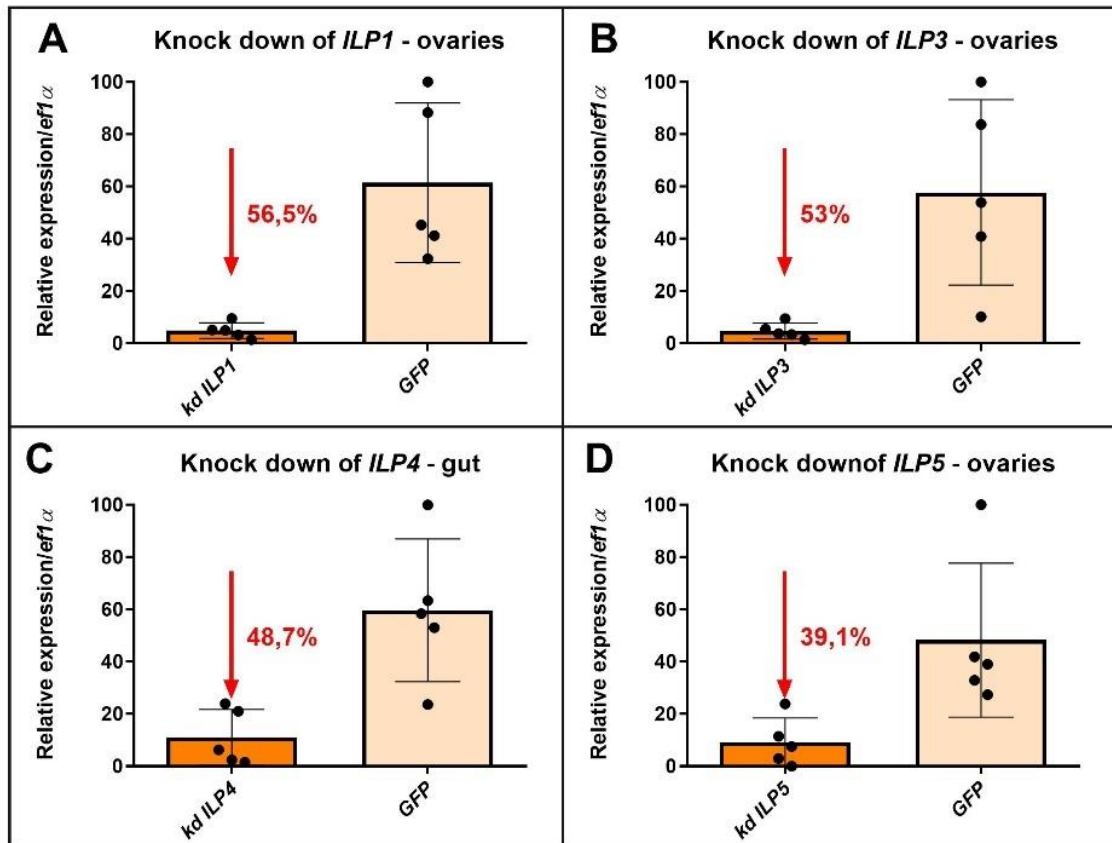 A
Knock down of ILP1 - ovaries
Relative expression/ef1α
100
80
60
40
20
0
56,5%
kd ILP1
GFP
B
Knock down of ILP3 - ovaries
Relative expression/ef1α
100
80
60
40
20
0
53%
kd ILP3
GFP
C
Knock down of ILP4 - gut
Relative expression/ef1α
100
80
60
40
20
0
48,7%
kd ILP4
GFP
D
Knock downof ILP5 - ovaries
Relative expression/ef1α
100
80
60
40
20
0
39,1%
kd ILP5
GFP